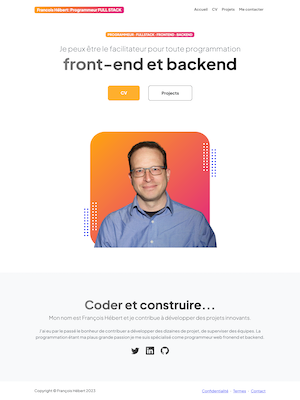 François Hébert: Programmeur FULL STACK
Accueil CV Projets Me contacter
PROGRAMMEUR - FULLSTACK - FRONTEND - BACKEND
Je peux être le facilitateur pour toute programmation
front-end et backend
CV Projets
Coder et construire...
Mon nom est François Hébert et je contribue à développer des projets innovants.
J'ai eu par le passé le bonheur de contribuer à développer des dizaines de projet, de superviser des équipes. La
programmation étant ma plus grande passion je me suis spécialisé comme programmeur web frontend et backend
Copyright © François Hébert 2023
Confidentialité · Termes · Contact